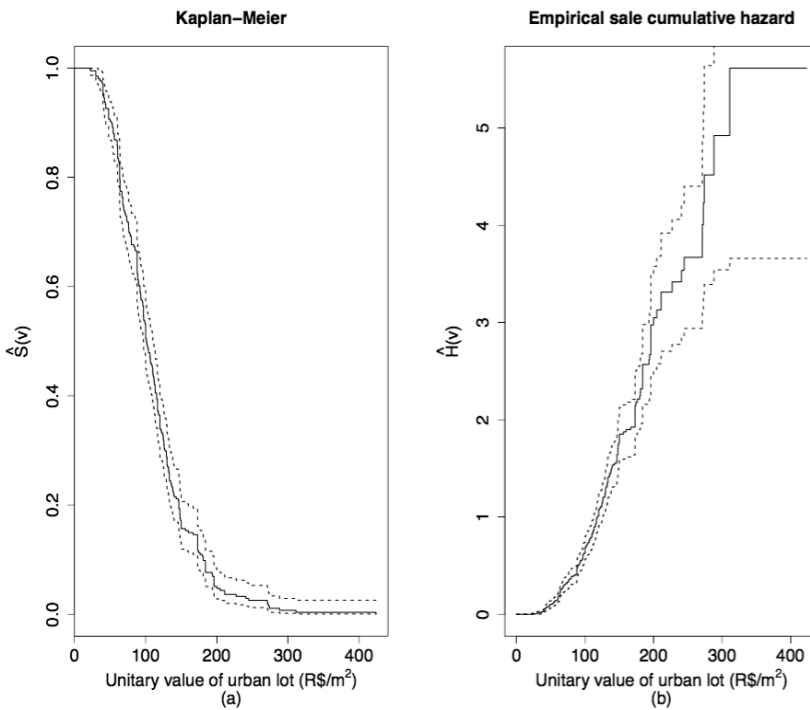 Kaplan−Meier
1.0
0.8
0.6
0.4
0.2
0.0
Ŝ(v)
0 100 200 300 400
Unitary value of urban lot (R$/m²)
(a)
Empirical sale cumulative hazard
5
4
3
2
1
0
Ĥ(v)
0 100 200 300 400
Unitary value of urban lot (R$/m²)
(b)